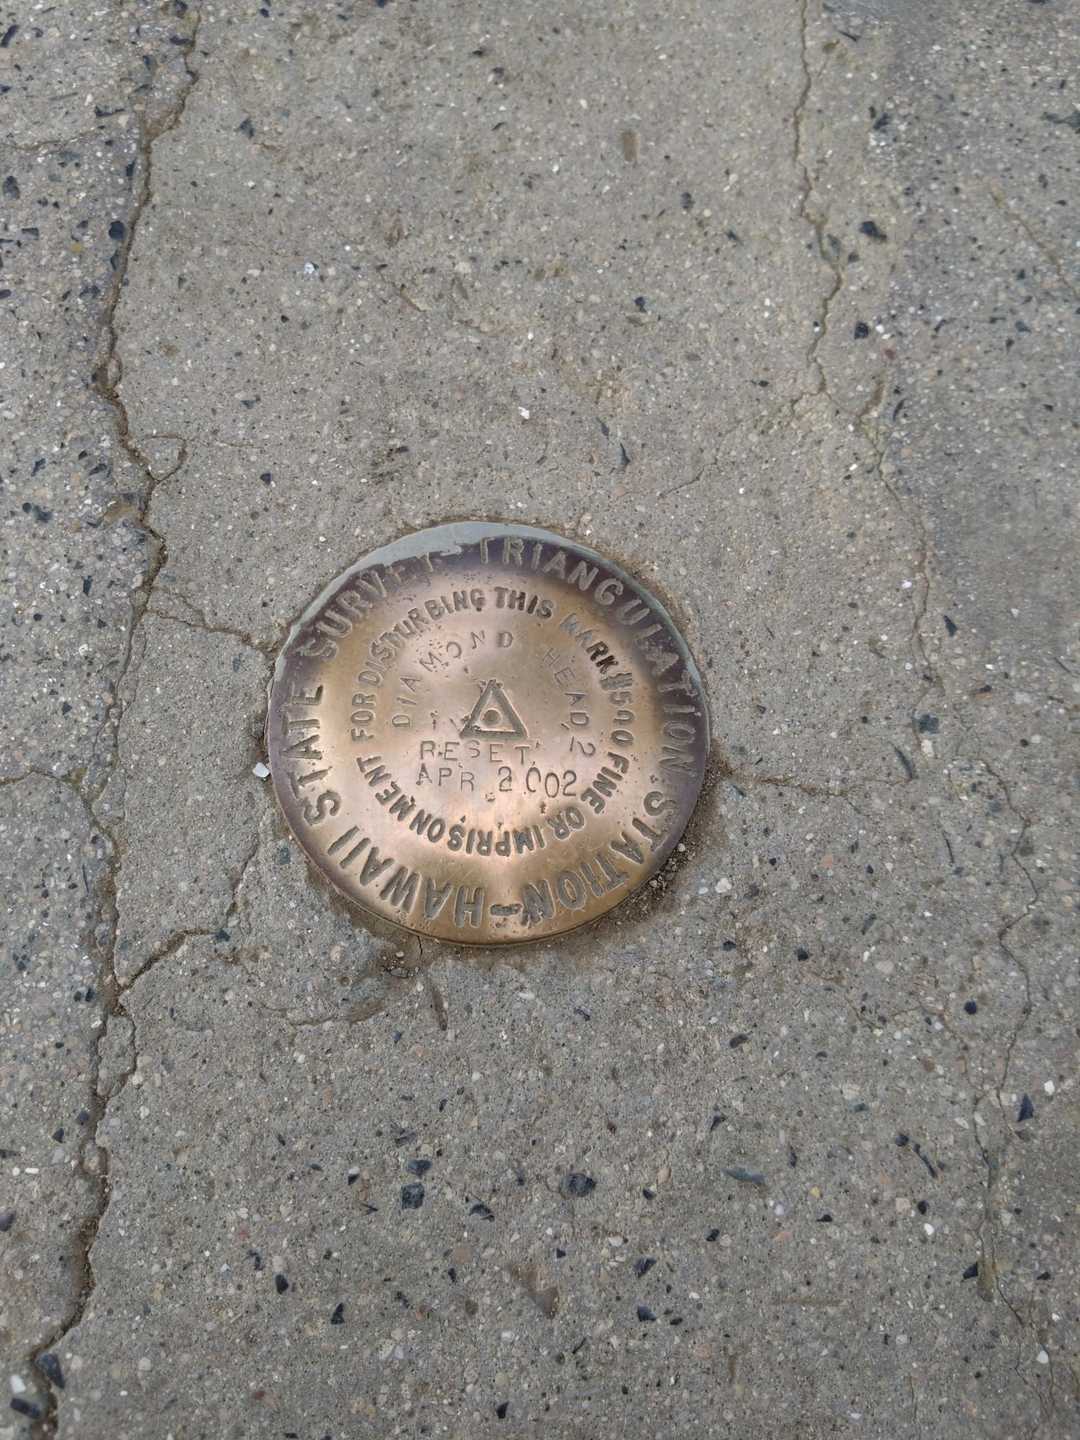 HAWAII STATE SURVEY - TRIANGULATION STATION -
$500 FINE OR IMPRISONMENT FOR DISTURBING THIS MARK
DIAMOND HEAD, 2
RESET,
APR 2002